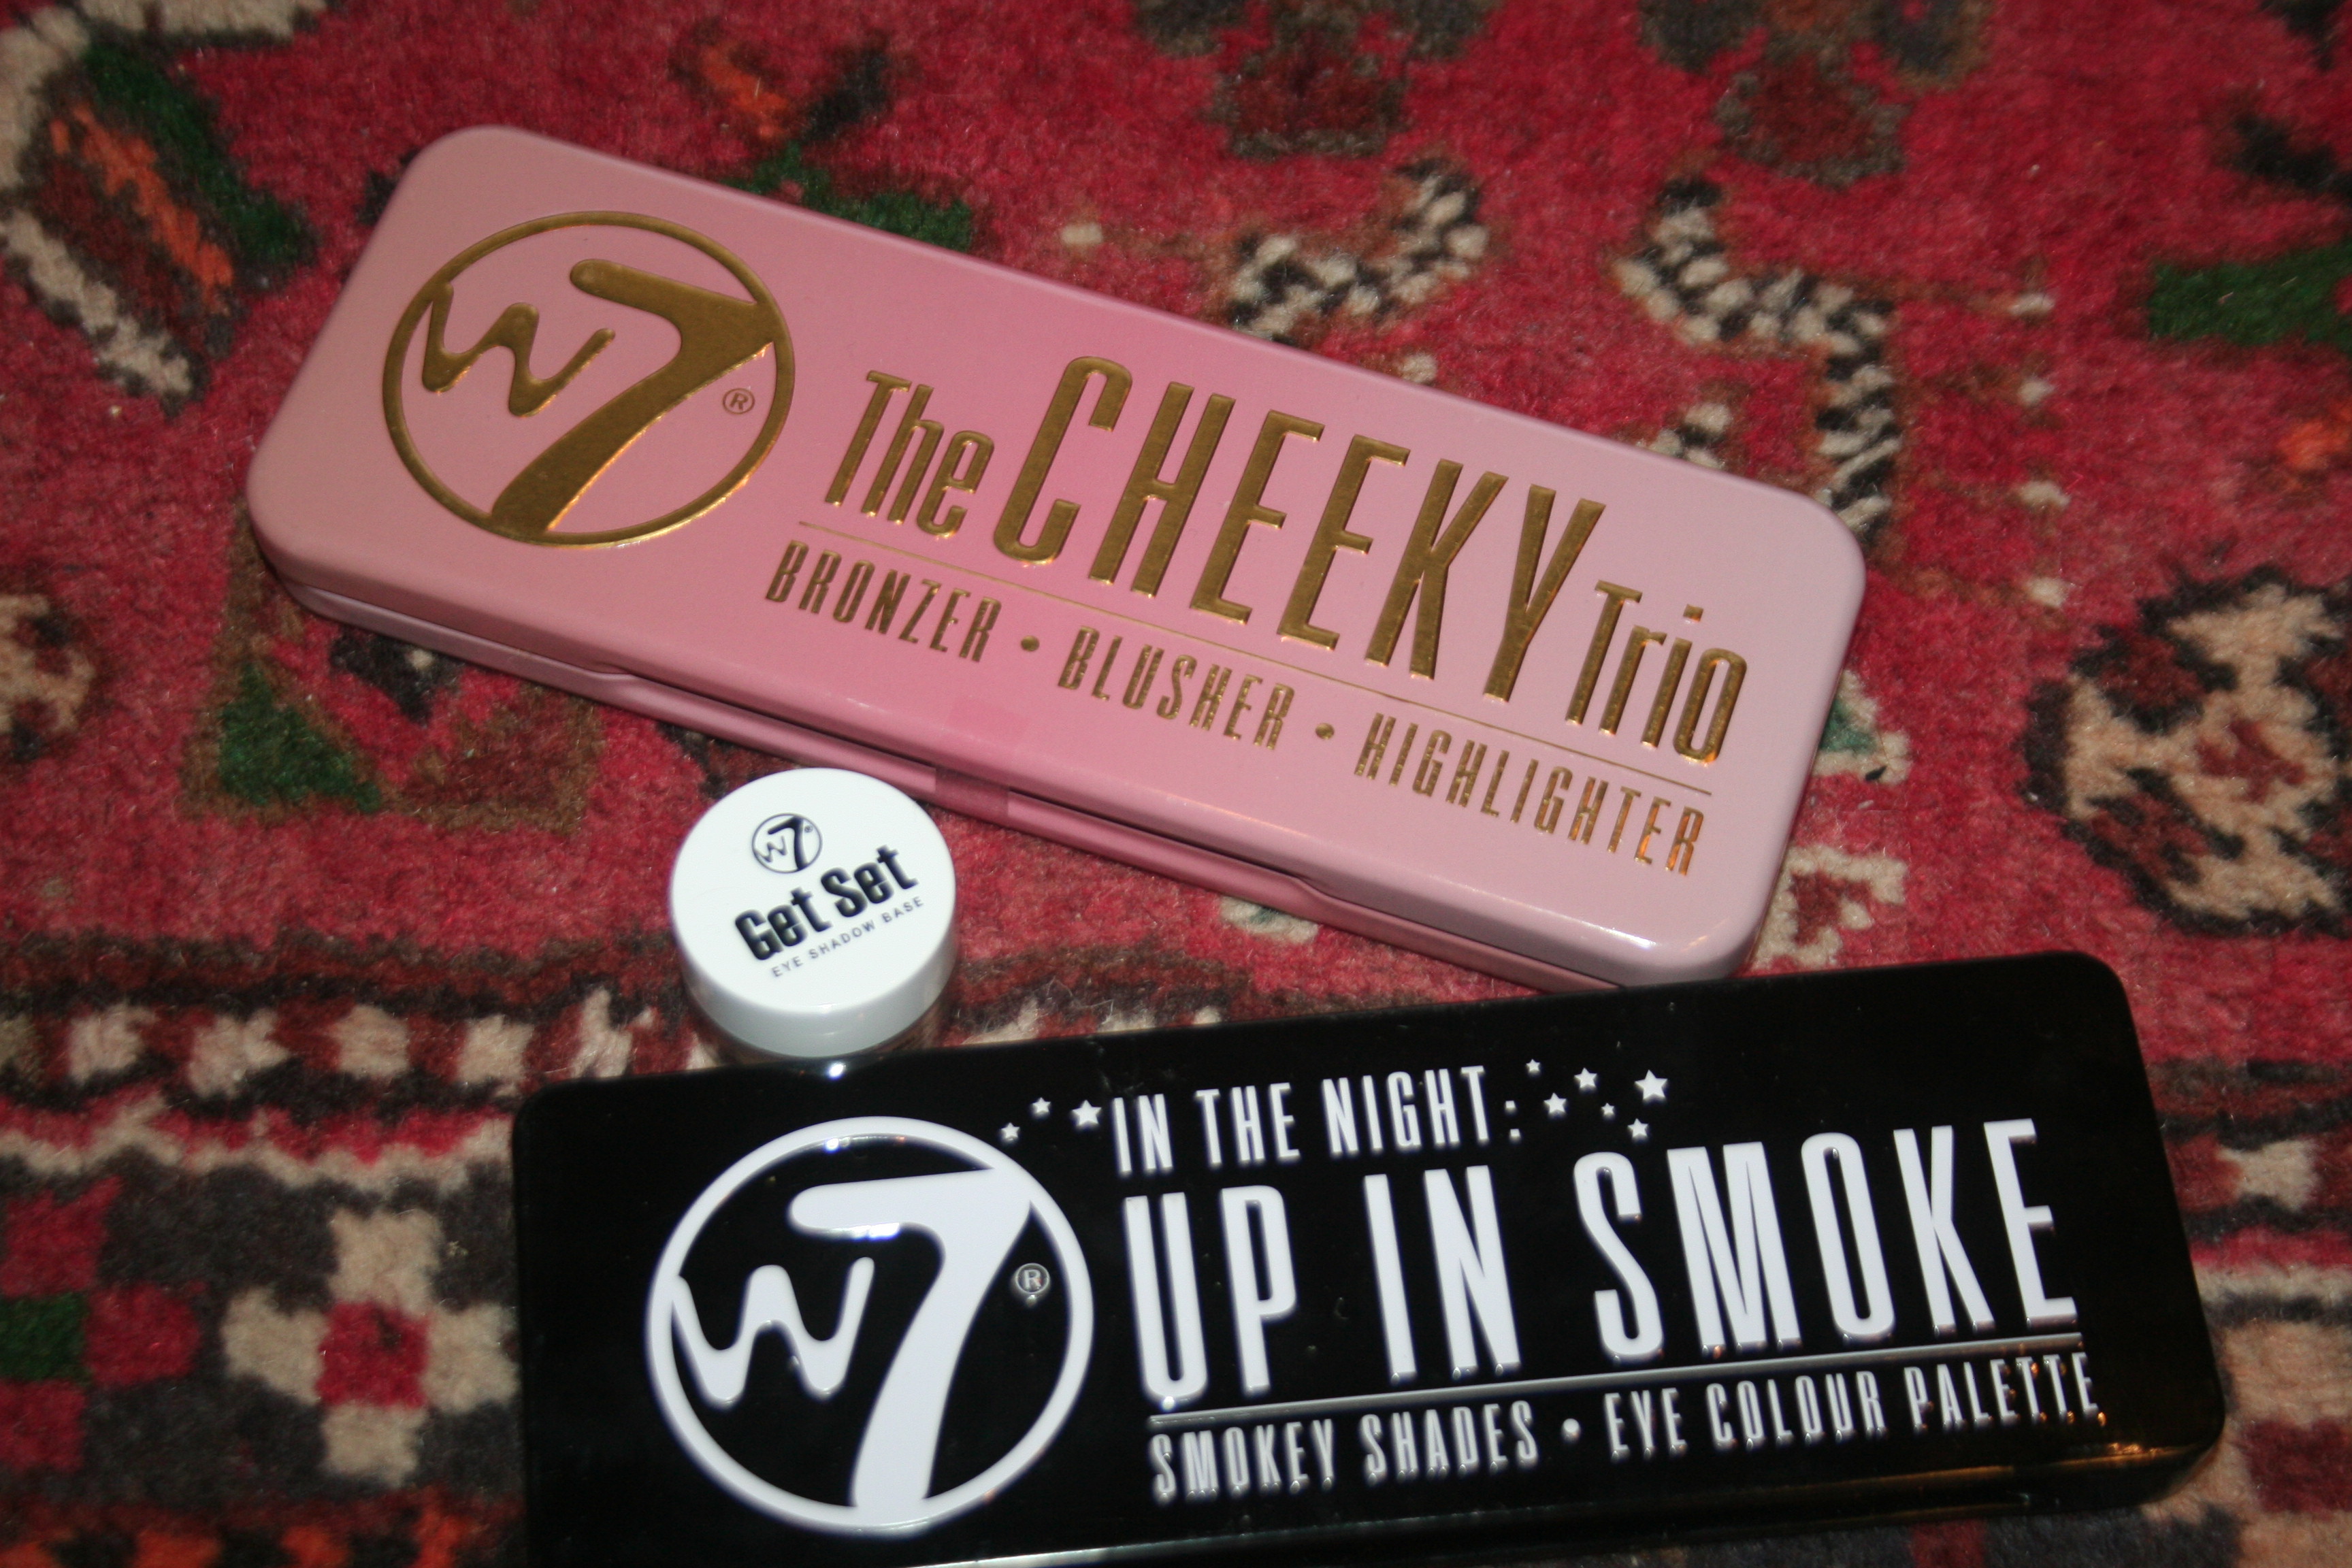 W7®
The CHEEKY Trio
BRONZER • BLUSHER • HIGHLIGHTER
W7®
Get Set
EYE SHADOW BASE
IN THE NIGHT:
W7®
UP IN SMOKE
SMOKEY SHADES • EYE COLOUR PALETTE